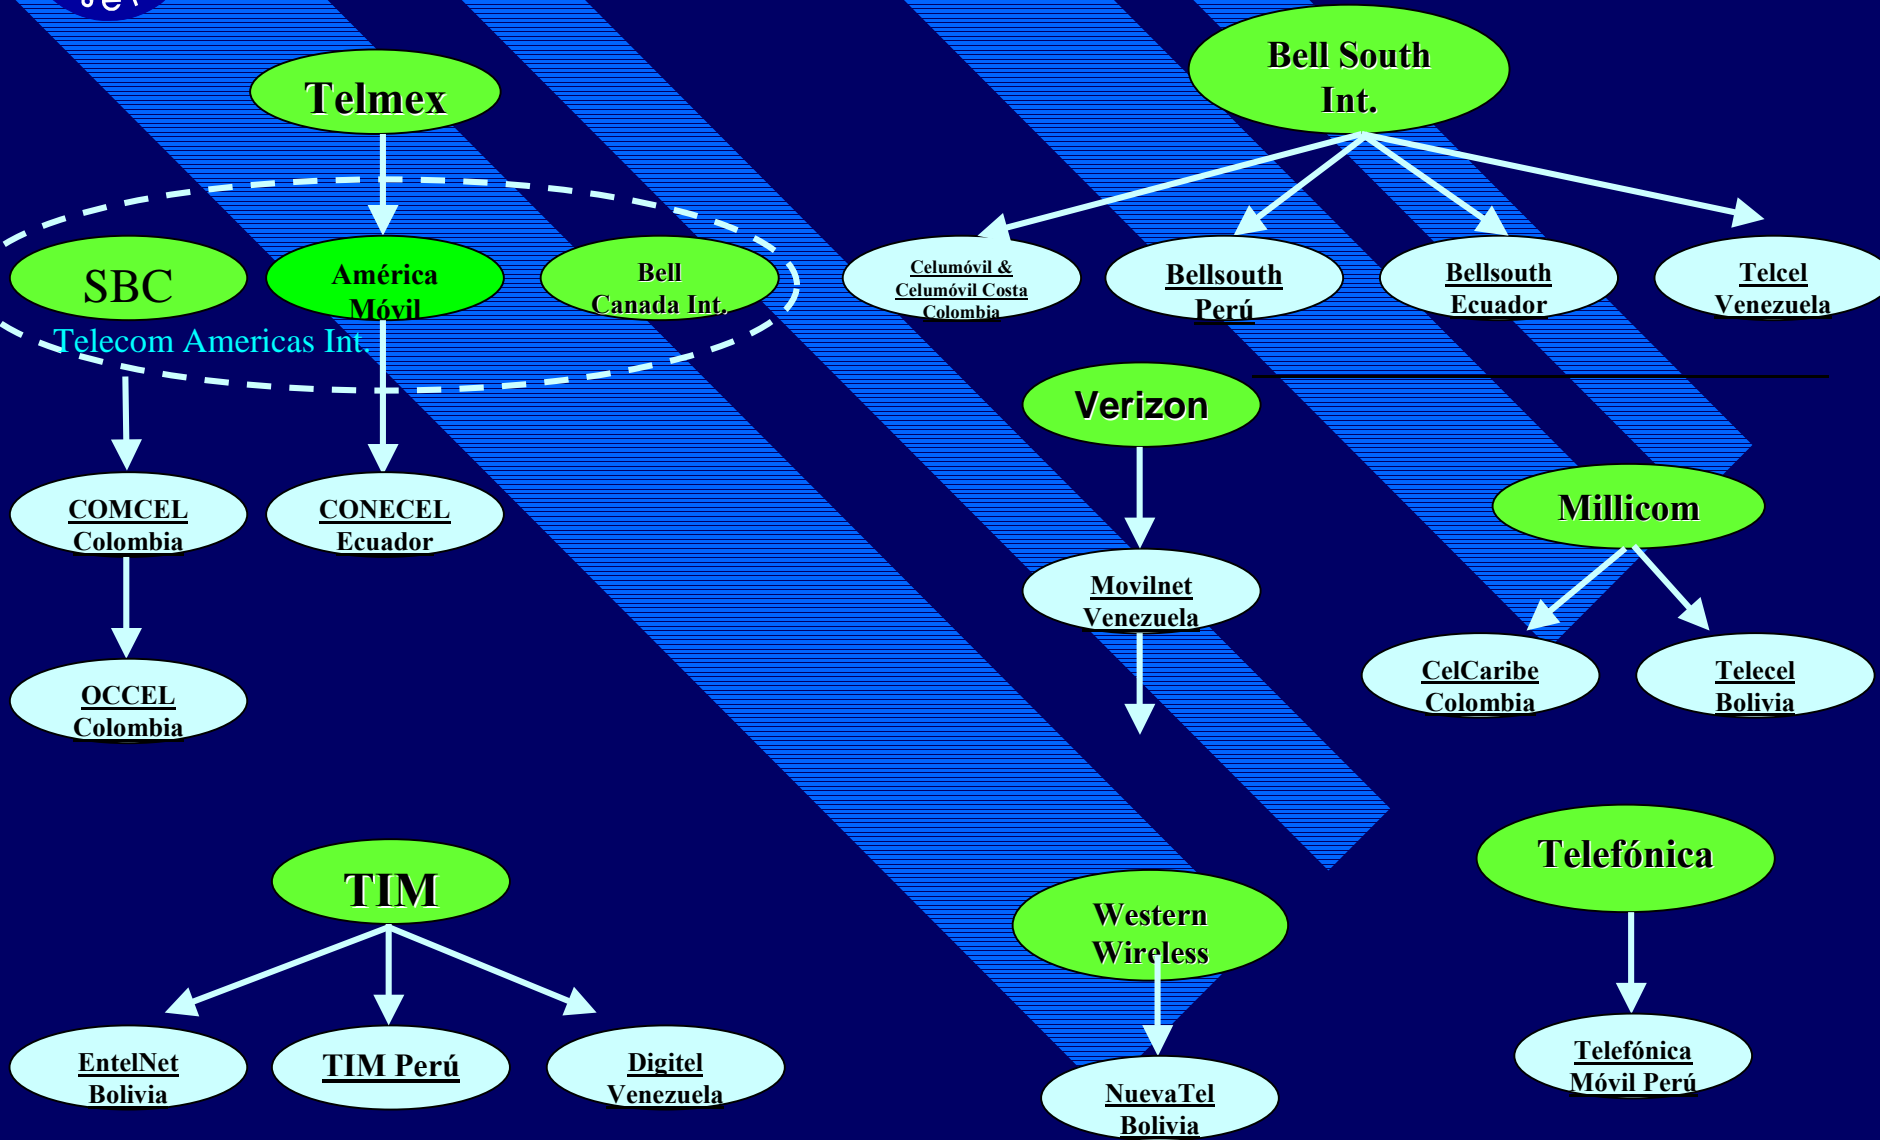 Telmex
Bell South
Int.
SBC
América
Móvil
Bell
Canada Int.
Telecom Americas Int.
Celumóvil &
Celumóvil Costa
Colombia
Bellsouth
Perú
Bellsouth
Ecuador
Telcel
Venezuela
Verizon
COMCEL
Colombia
CONECEL
Ecuador
Millicom
Movilnet
Venezuela
OCCEL
Colombia
CelCaribe
Colombia
Telecel
Bolivia
TIM
Western
Wireless
Telefónica
EntelNet
Bolivia
TIM Perú
Digitel
Venezuela
NuevaTel
Bolivia
Telefónica
Móvil Perú